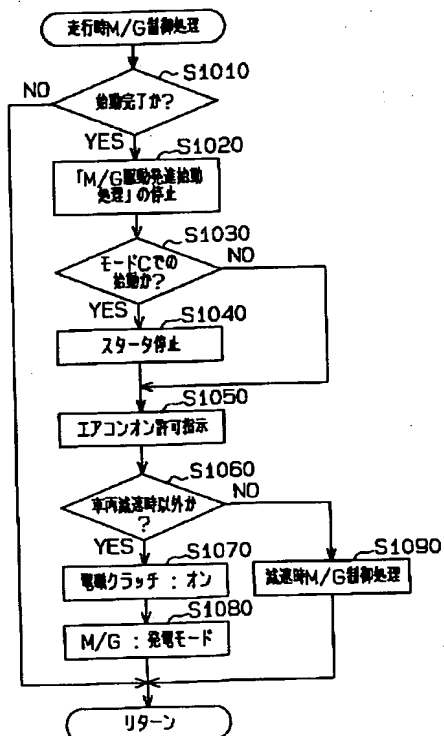 走行時M/G制御処理
S1010
NO
始動完了か?
YES
S1020
「M/G駆動発進始動
処理」の停止
S1030
モードCでの
始動か?
NO
YES
S1040
スタータ停止
S1050
エアコンオン許可指示
S1060
車両減速時以外か
?
NO
YES
S1070
電磁クラッチ:オン
S1090
減速時M/G制御処理
S1080
M/G:発電モード
リターン